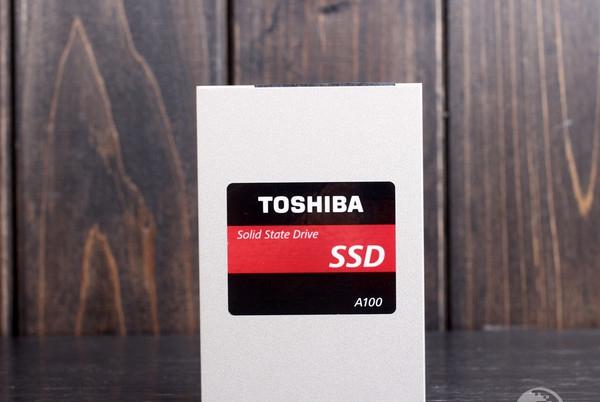 TOSHIBA
Solid State Drive
SSD
A100